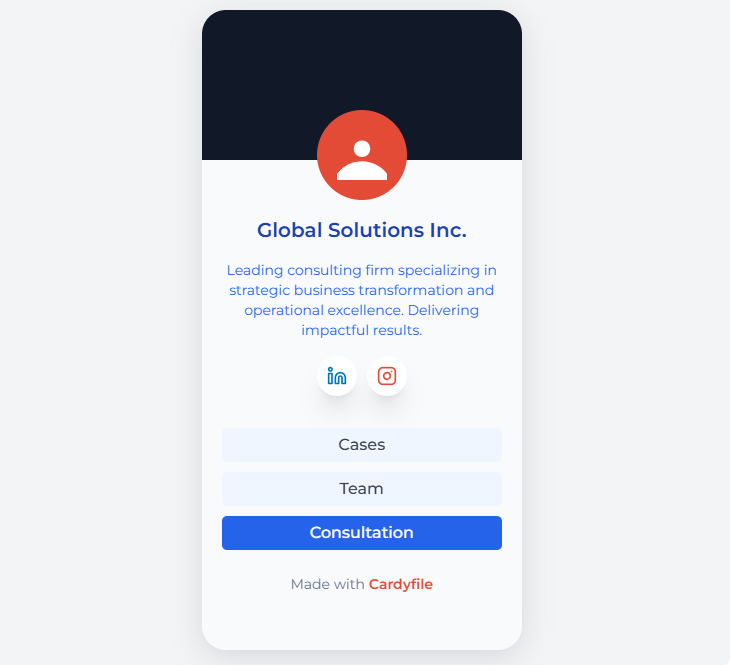 Global Solutions Inc.
Leading consulting firm specializing in
strategic business transformation and
operational excellence. Delivering
impactful results.
Cases
Team
Consultation
Made with Cardyfile